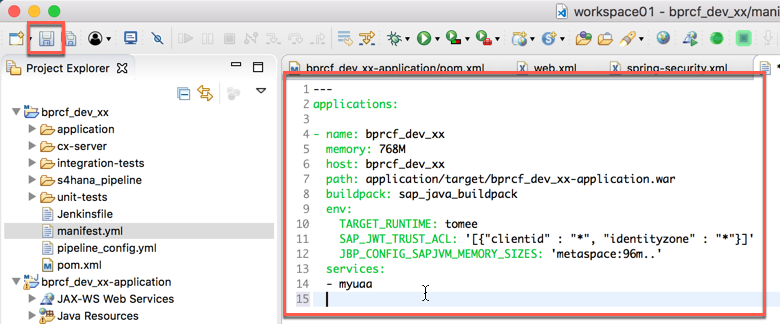 workspace01 - bprcf_dev_xx/mani
Project Explorer
bprcf_dev_xx
application
cx-server
integration-tests
s4hana_pipeline
unit-tests
Jenkinsfile
manifest.yml
pipeline_config.yml
pom.xml
bprcf_dev_xx-application
JAX-WS Web Services
Java Resources
bprcf_dev_xx-application/pom.xml
web.xml
spring-security.xml
1 ---
2 applications:
3
4 - name: bprcf_dev_xx
5 memory: 768M
6 host: bprcf_dev_xx
7 path: application/target/bprcf_dev_xx-application.war
8 buildpack: sap_java_buildpack
9 env:
10 TARGET_RUNTIME: tomee
11 SAP_JWT_TRUST_ACL: '[{"clientid" : "*", "identityzone" : "*"}]'
12 JBP_CONFIG_SAPJVM_MEMORY_SIZES: 'metaspace:96m..'
13 services:
14 - myuaa
15